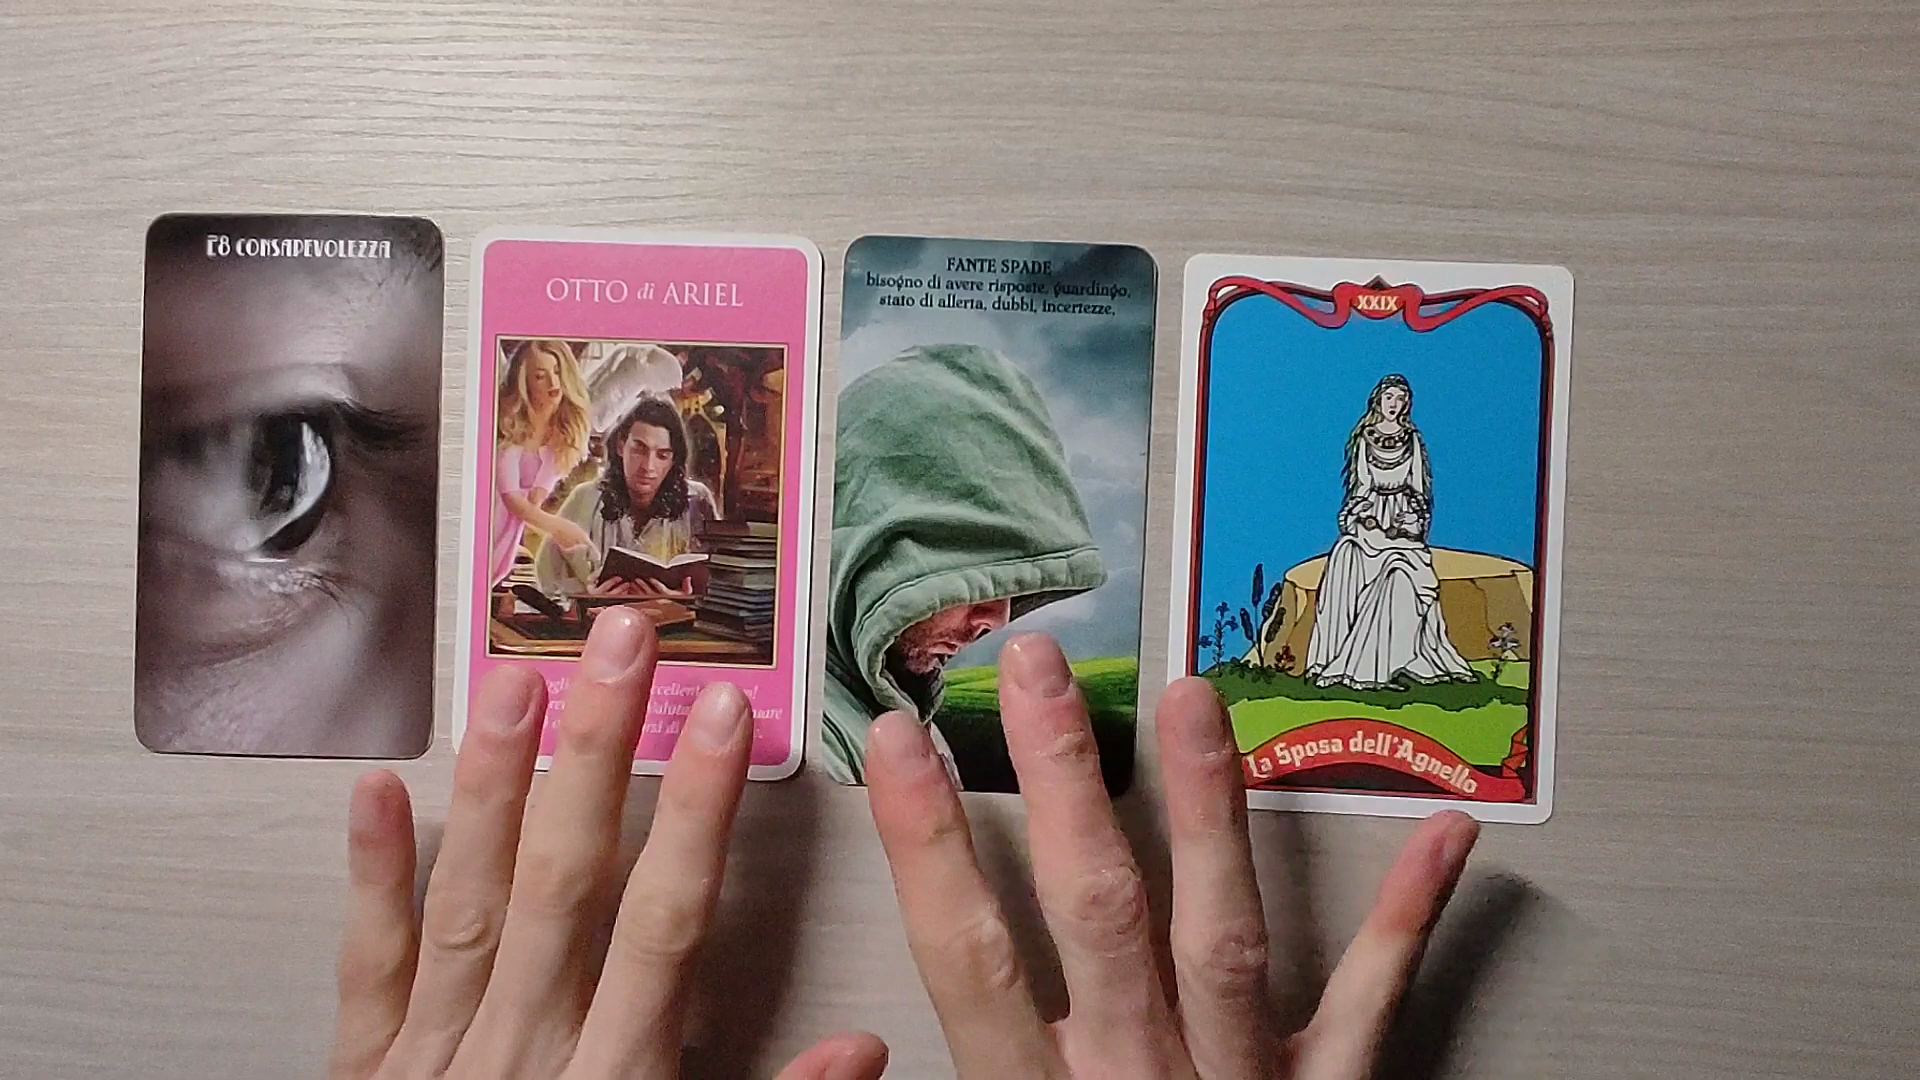 28 CONSAPEVOLEZZA
OTTO di ARIEL
FANTE SPADE
bisogno di avere risposte, guardingo,
stato di allerta, dubbi, incertezze,
XXIX
La Sposa dell'Agnello